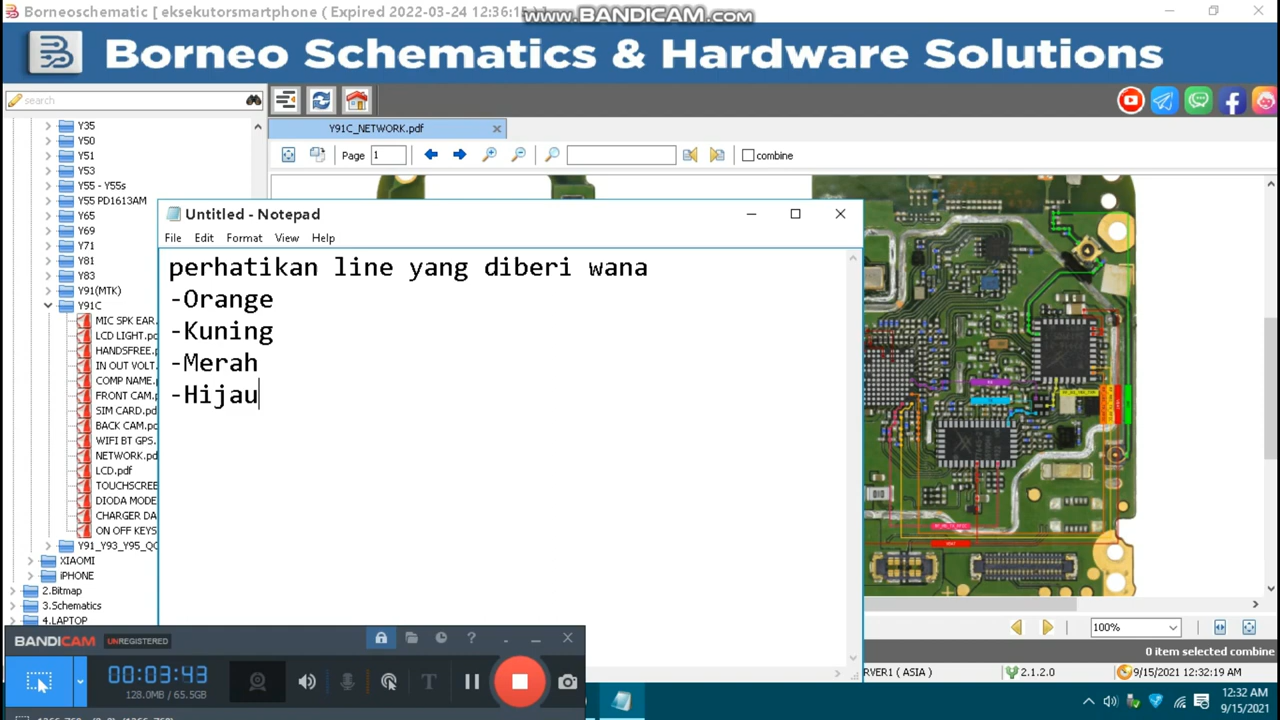 Borneoschematic [ eksekutorsmartphone ( Expired 2022-03-24 12:36:15 )
www.BANDICAM.com
Borneo Schematics & Hardware Solutions
search
Y91C_NETWORK.pdf
Page 1
combine
Y35
Y50
Y51
Y53
Y55 - Y55s
Y55 PD1613AM
Y65
Y69
Y71
Y81
Y83
Y91(MTK)
Y91C
MIC SPK EAR.
LCD LIGHT.pc
HANDSFREE.p
IN OUT VOLT.
COMP NAME.p
FRONT CAM.p
SIM CARD.pd
BACK CAM.pd
WIFI BT GPS.
NETWORK.pd
LCD.pdf
TOUCHSCREE
DIODA MODE
CHARGER DA
ON OFF KEYS
Y91_Y93_Y95_QC
XIAOMI
iPHONE
2.Bitmap
3.Schematics
4.LAPTOP
Untitled - Notepad
File Edit Format View Help
perhatikan line yang diberi wana
-Orange
-Kuning
-Merah
-Hijau
100%
0 item selected combine
RVER1 ( ASIA )
2.1.2.0
9/15/2021 12:32:19 AM
BANDICAM UNREGISTERED
00:03:43
128.0MB / 65.5GB
12:32 AM
9/15/2021